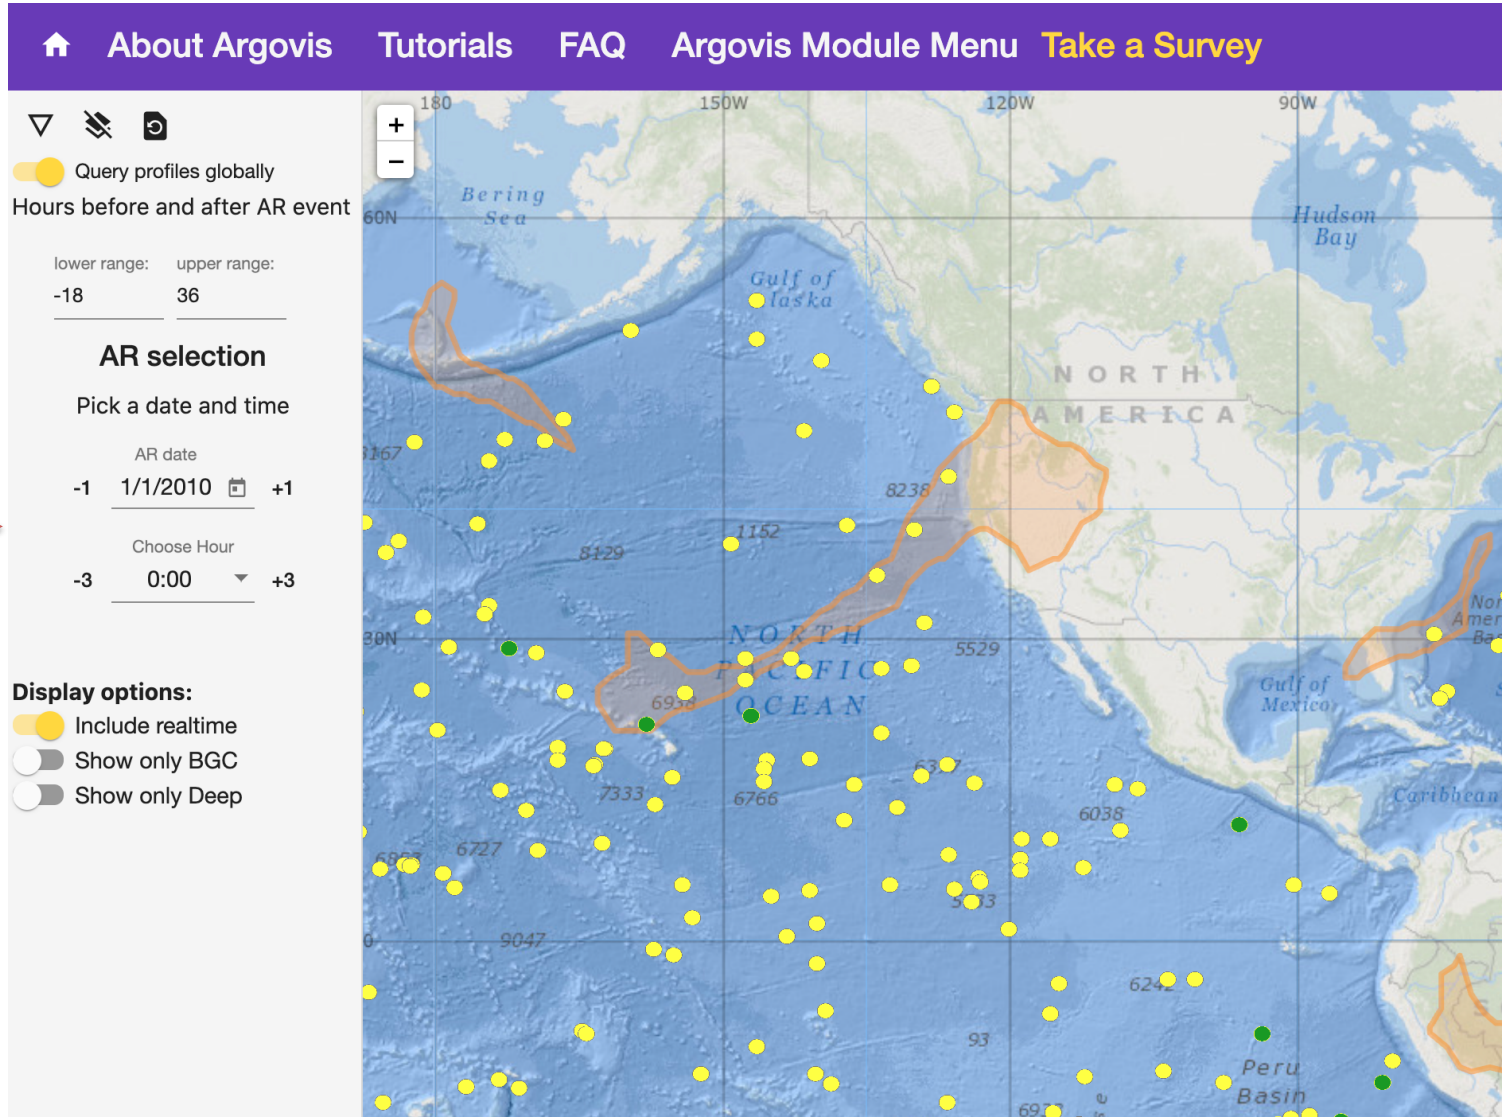 About Argovis Tutorials FAQ Argovis Module Menu Take a Survey
Query profiles globally
Hours before and after AR event
lower range: upper range:
-18 36
AR selection
Pick a date and time
AR date
-1 1/1/2010 +1
Choose Hour
-3 0:00 +3
Display options:
Include realtime
Show only BGC
Show only Deep
+
−
180 150W 120W 90W
Bering
Sea
60N
Hudson
Bay
Gulf of
laska
NORTH
AMERICA
8238
1152
8129
30N
NORTH
PACIFIC
OCEAN
5529
6938
Gulf of
Mexico
7333
6766
6038
Caribbean
6727
0
9047
6242
93
Peru
Basin